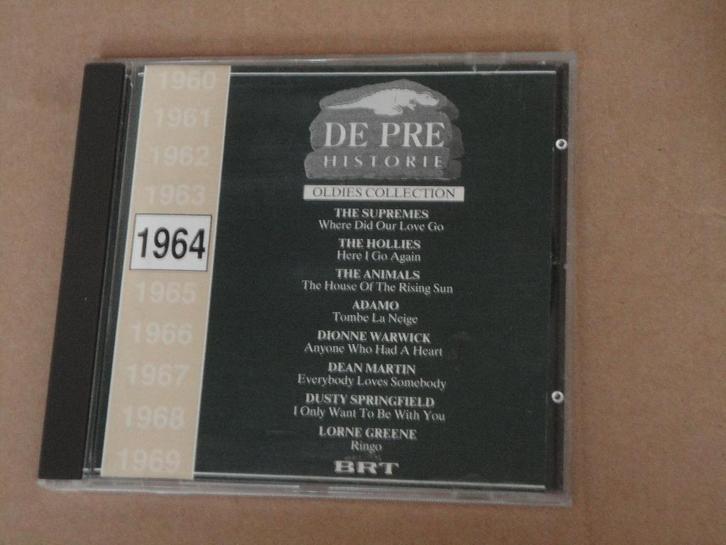 1960
1961
1962
1963
1964
1965
1966
1967
1968
1969
DE PRE
HISTORIE
OLDIES COLLECTION
THE SUPREMES
Where Did Our Love Go
THE HOLLIES
Here I Go Again
THE ANIMALS
The House Of The Rising Sun
ADAMO
Tombe La Neige
DIONNE WARWICK
Anyone Who Had A Heart
DEAN MARTIN
Everybody Loves Somebody
DUSTY SPRINGFIELD
I Only Want To Be With You
LORNE GREENE
Ringo
BRT